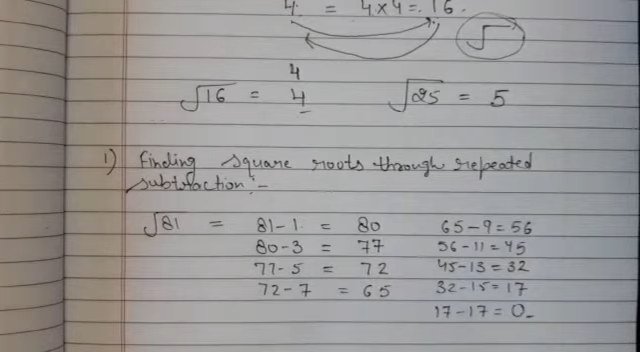 4 = 4x4 = 16.
√
4
√16 = 4
√25 = 5
1) Finding square roots through repeated
subtraction:-
√81 = 81-1 = 80
80-3 = 77
77-5 = 72
72-7 = 65
65-9=56
56-11=45
45-13=32
32-15=17
17-17=0